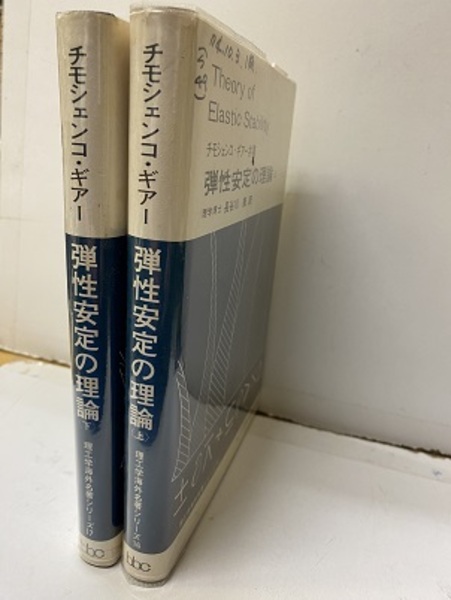 チモシェンコ・ギアー
弾性安定の理論
下
理工学海外名著シリーズ17
bbc
チモシェンコ・ギアー
弾性安定の理論
〈上〉
理工学海外名著シリーズ
bbc
Theory of
Elastic Stability
チモシェンコ・ギアー
弾性安定の理論